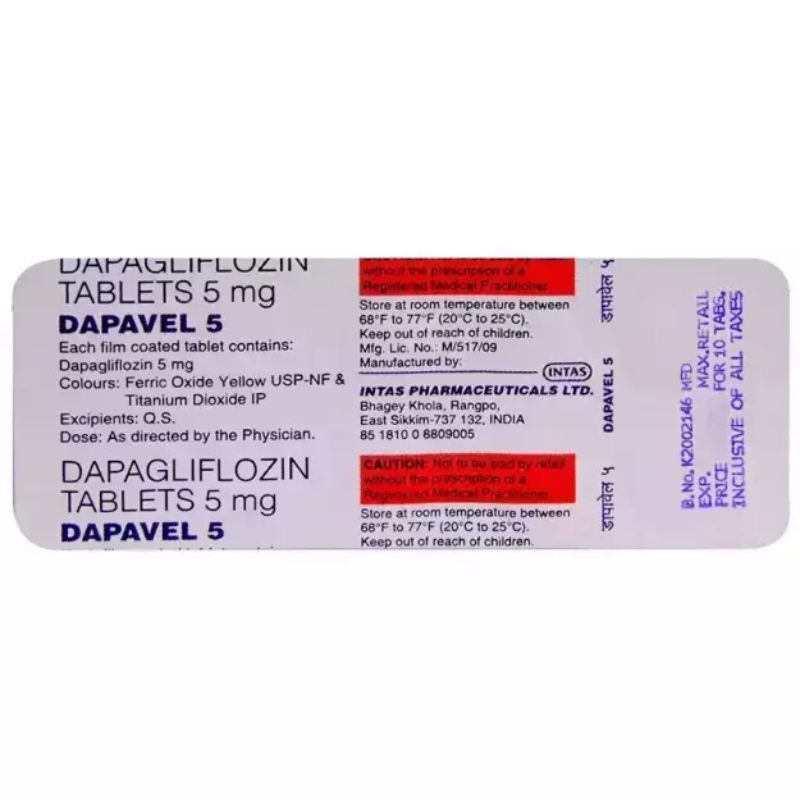 DAPAGLIFLOZIN
TABLETS 5 mg
DAPAVEL 5
Each film coated tablet contains:
Dapagliflozin 5 mg
Colours: Ferric Oxide Yellow USP-NF &
Titanium Dioxide IP
Excipients: Q.S.
Dose: As directed by the Physician.
DAPAGLIFLOZIN
TABLETS 5 mg
DAPAVEL 5
without the prescription of a
Registered Medical Practitioner
Store at room temperature between
68°F to 77°F (20°C to 25°C).
Keep out of reach of children.
Mfg. Lic. No.: M/517/09
Manufactured by:
INTAS
INTAS PHARMACEUTICALS LTD.
Bhagey Khola, Rangpo,
East Sikkim-737 132, INDIA
85 1810 0 6809005
CAUTION: Not to be sold by retail
without the prescription of a
Registered Medical Practitioner
Store at room temperature between
68°F to 77°F (20°C to 25°C).
Keep out of reach of children.
डापावेल ५
DAPAVEL 5
डापावेल ५
B.No.K2002146 MFD
EXP. MAX.RETAIL
PRICE FOR 10 TABS.
INCLUSIVE OF ALL TAXES